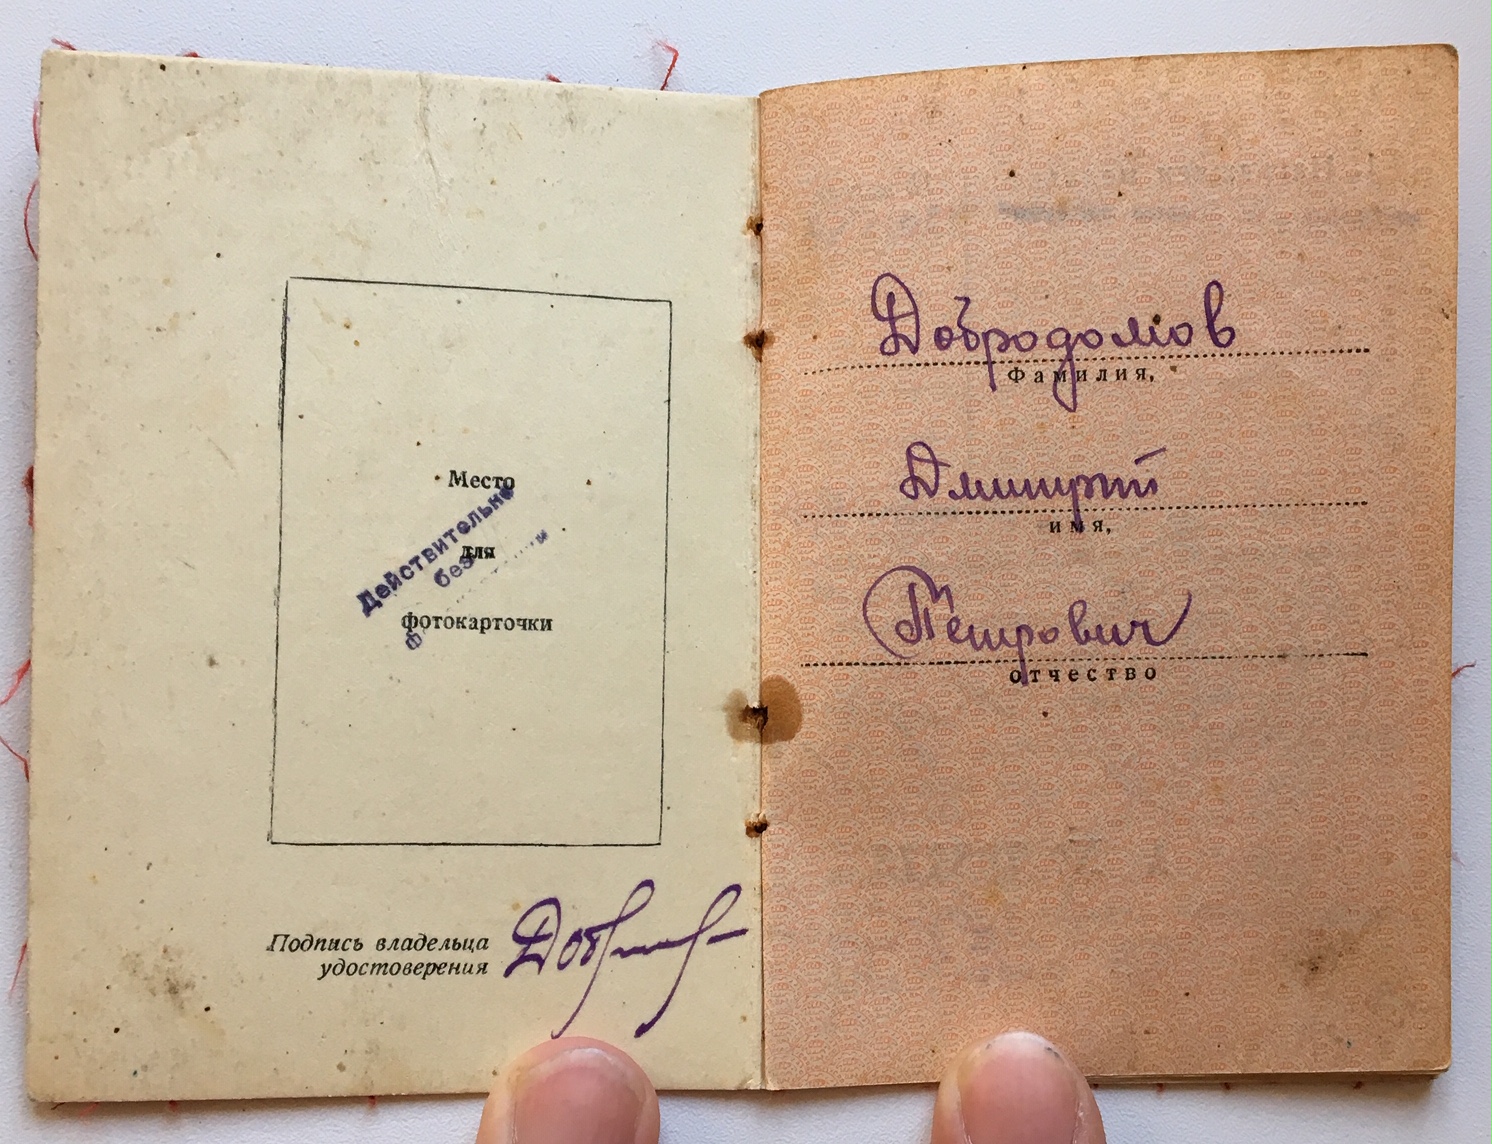 Место
Действительно
для
без
фотокарточки
Подпись владельца
удостоверения
Добродомов
Фамилия,
Дмитрий
имя,
Петрович
отчество